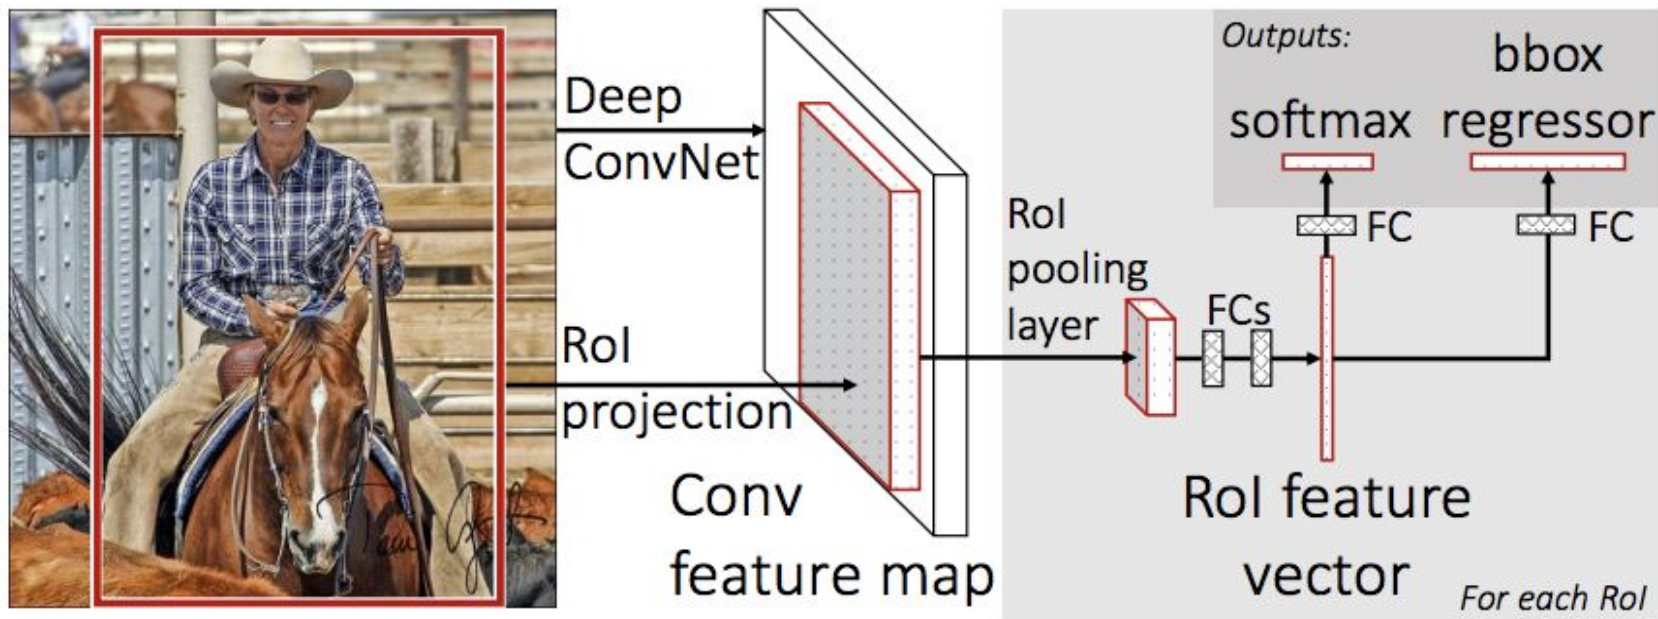 Deep
ConvNet
RoI
projection
Conv
feature map
RoI
pooling
layer
FCs
RoI feature
vector
Outputs:
softmax
bbox
regressor
FC
FC
For each RoI